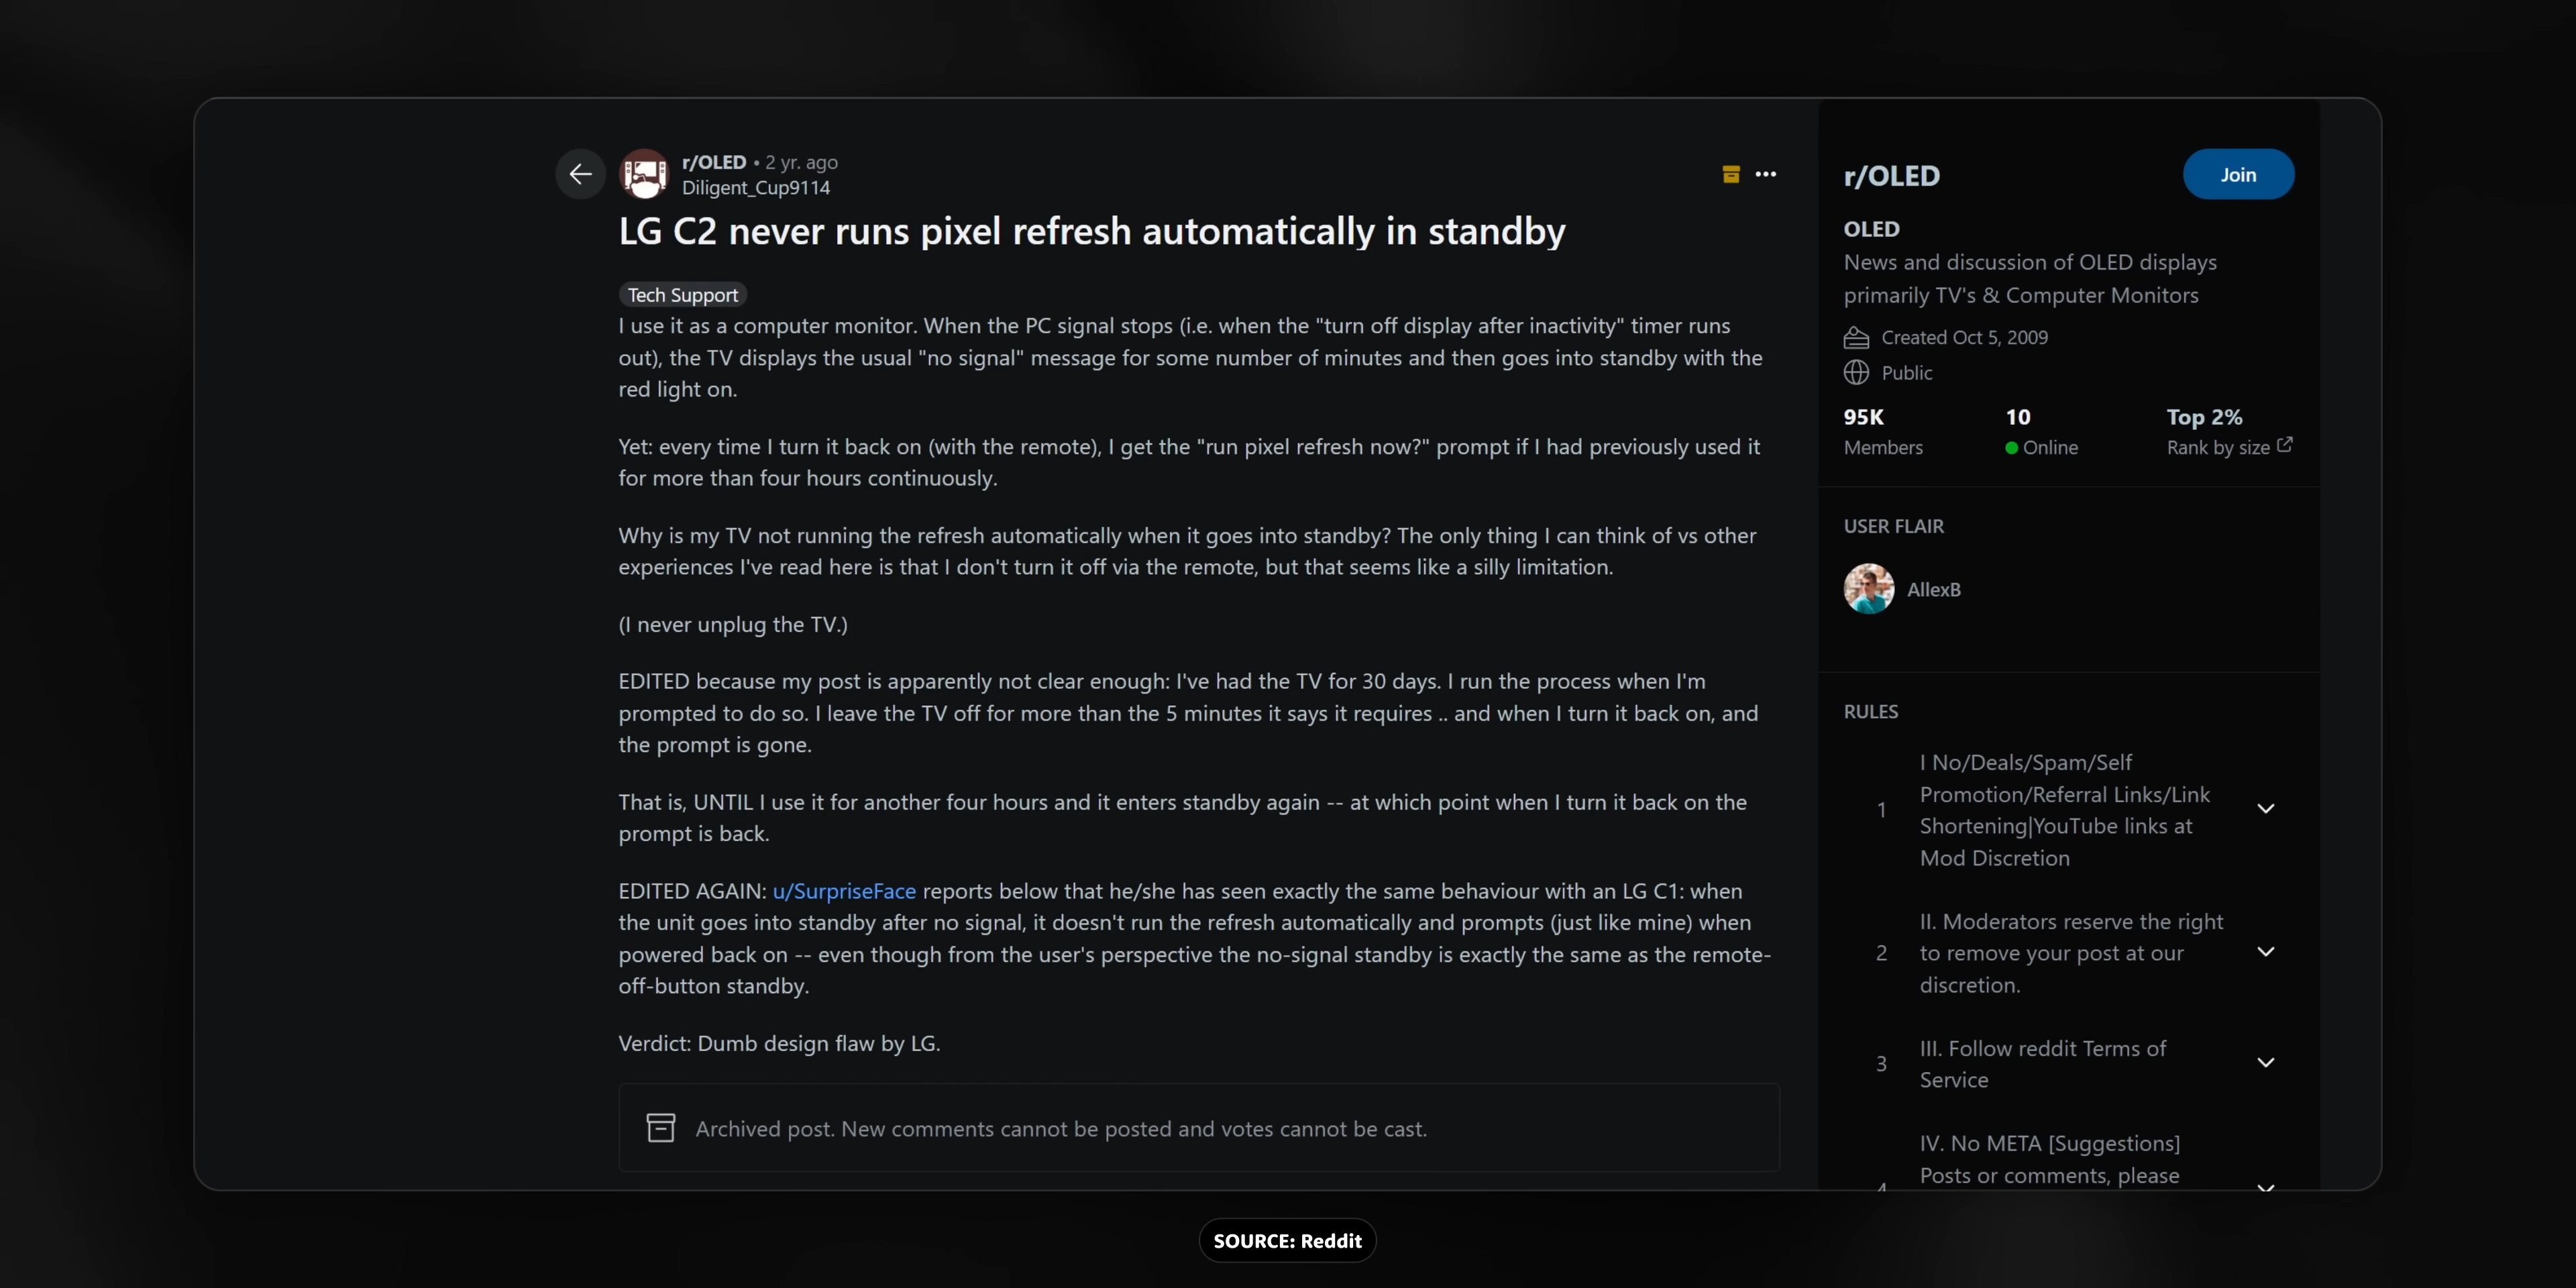 r/OLED • 2 yr. ago
Diligent_Cup9114
LG C2 never runs pixel refresh automatically in standby
Tech Support
I use it as a computer monitor. When the PC signal stops (i.e. when the "turn off display after inactivity" timer runs
out), the TV displays the usual "no signal" message for some number of minutes and then goes into standby with the
red light on.
Yet: every time I turn it back on (with the remote), I get the "run pixel refresh now?" prompt if I had previously used it
for more than four hours continuously.
Why is my TV not running the refresh automatically when it goes into standby? The only thing I can think of vs other
experiences I've read here is that I don't turn it off via the remote, but that seems like a silly limitation.
(I never unplug the TV.)
EDITED because my post is apparently not clear enough: I've had the TV for 30 days. I run the process when I'm
prompted to do so. I leave the TV off for more than the 5 minutes it says it requires .. and when I turn it back on, and
the prompt is gone.
That is, UNTIL I use it for another four hours and it enters standby again -- at which point when I turn it back on the
prompt is back.
EDITED AGAIN: u/SurpriseFace reports below that he/she has seen exactly the same behaviour with an LG C1: when
the unit goes into standby after no signal, it doesn't run the refresh automatically and prompts (just like mine) when
powered back on -- even though from the user's perspective the no-signal standby is exactly the same as the remote-
off-button standby.
Verdict: Dumb design flaw by LG.
Archived post. New comments cannot be posted and votes cannot be cast.
r/OLED
Join
OLED
News and discussion of OLED displays
primarily TV's & Computer Monitors
Created Oct 5, 2009
Public
95K 10 Top 2%
Members Online Rank by size
USER FLAIR
AllexB
RULES
1 I No/Deals/Spam/Self
Promotion/Referral Links/Link
Shortening|YouTube links at
Mod Discretion
2 II. Moderators reserve the right
to remove your post at our
discretion.
3 III. Follow reddit Terms of
Service
4 IV. No META [Suggestions]
Posts or comments, please
SOURCE: Reddit